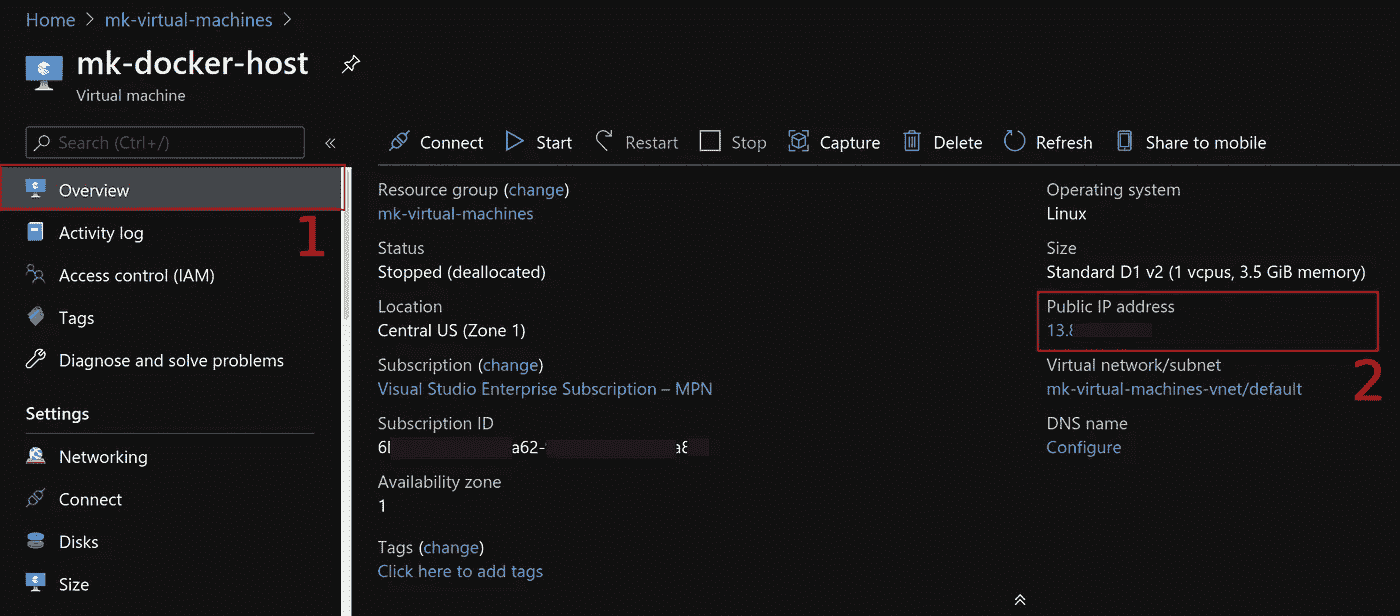 Home > mk-virtual-machines >
mk-docker-host
Virtual machine
Search (Ctrl+/)
«
Connect Start Restart Stop Capture Delete Refresh Share to mobile
Overview
1
Activity log
Access control (IAM)
Tags
Diagnose and solve problems
Settings
Networking
Connect
Disks
Size
Resource group (change)
mk-virtual-machines
Status
Stopped (deallocated)
Location
Central US (Zone 1)
Subscription (change)
Visual Studio Enterprise Subscription – MPN
Subscription ID
a62-
Availability zone
1
Tags (change)
Click here to add tags
Operating system
Linux
Size
Standard D1 v2 (1 vcpus, 3.5 GiB memory)
Public IP address
13.8
2
Virtual network/subnet
mk-virtual-machines-vnet/default
DNS name
Configure